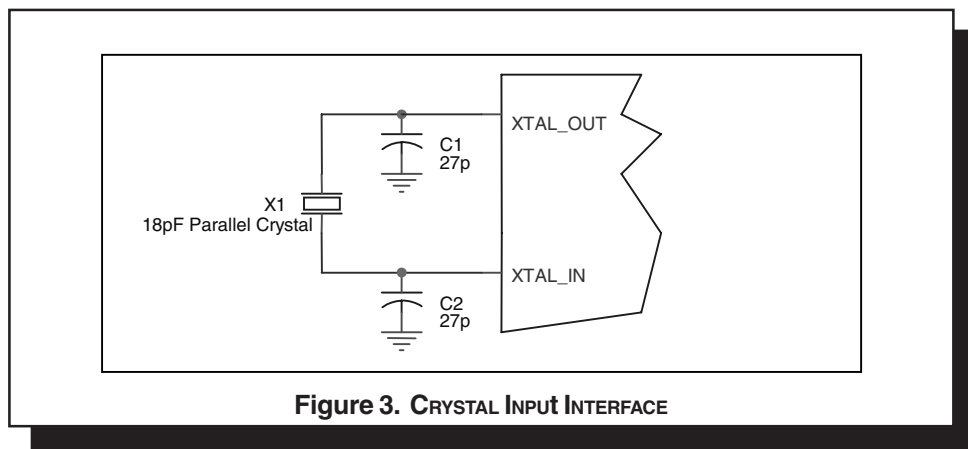 XTAL_OUT
C1
27p
X1
18pF Parallel Crystal
XTAL_IN
C2
27p
Figure 3. CRYSTAL INPUt INTERFACE